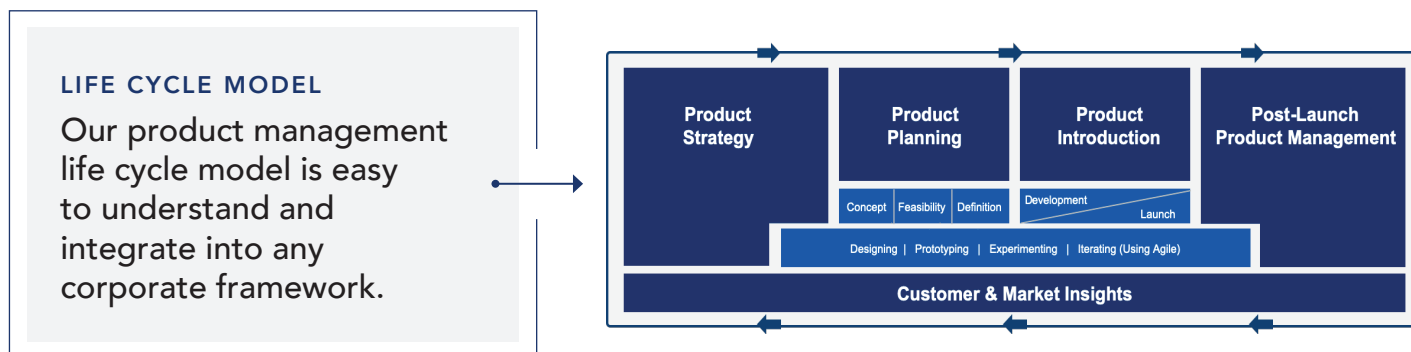 LIFE CYCLE MODEL
Our product management
life cycle model is easy
to understand and
integrate into any
corporate framework.
Product
Strategy
Product
Planning
Product
Introduction
Post-Launch
Product Management
Concept
Feasibility
Definition
Development
Launch
Designing | Prototyping | Experimenting | Iterating (Using Agile)
Customer & Market Insights